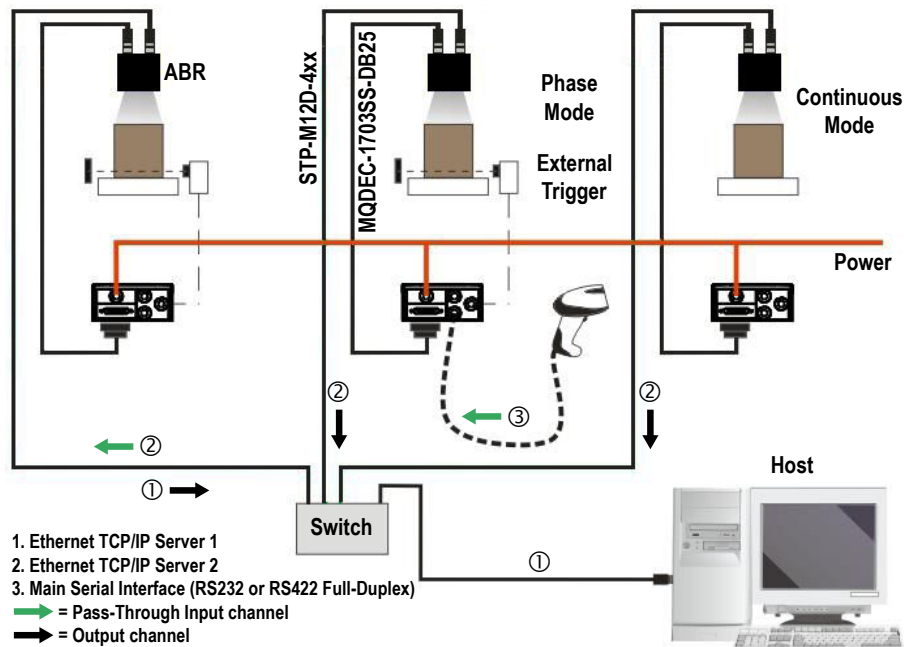 ABR
STP-M12D-4xx
MQDEC-1703SS-DB25
Phase
Mode
External
Trigger
Continuous
Mode
Power
②
②
③
②
①
Host
Switch
①
1. Ethernet TCP/IP Server 1
2. Ethernet TCP/IP Server 2
3. Main Serial Interface (RS232 or RS422 Full-Duplex)
= Pass-Through Input channel
= Output channel